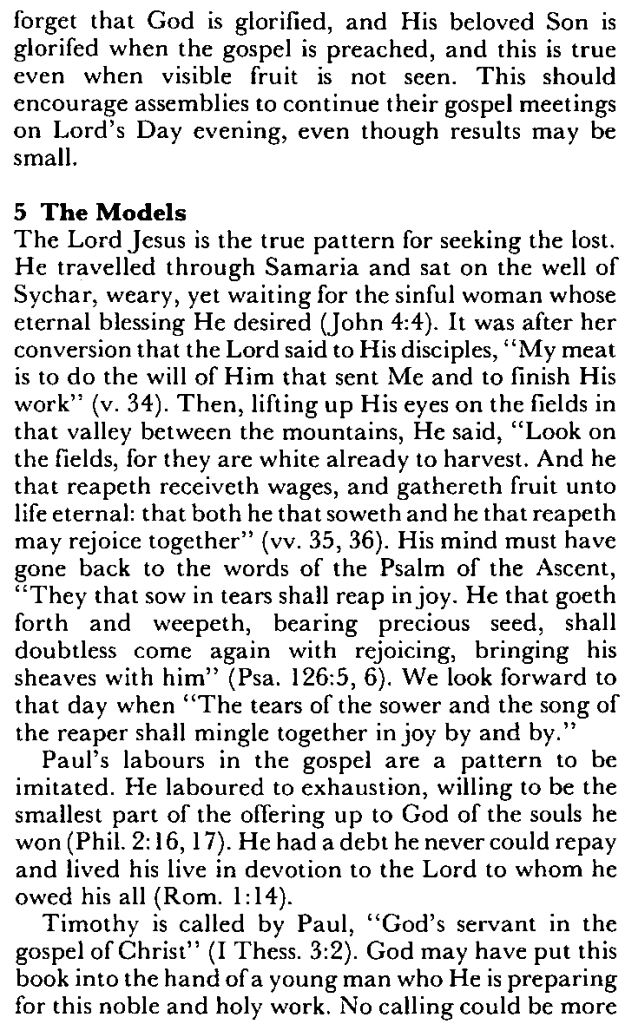 forget that God is glorified, and His beloved Son is
glorifed when the gospel is preached, and this is true
even when visible fruit is not seen. This should
encourage assemblies to continue their gospel meetings
on Lord's Day evening, even though results may be
small.
5 The Models
The Lord Jesus is the true pattern for seeking the lost.
He travelled through Samaria and sat on the well of
Sychar, weary, yet waiting for the sinful woman whose
eternal blessing He desired (John 4:4). It was after her
conversion that the Lord said to His disciples, "My meat
is to do the will of Him that sent Me and to finish His
work" (v. 34). Then, lifting up His eyes on the fields in
that valley between the mountains, He said, "Look on
the fields, for they are white already to harvest. And he
that reapeth receiveth wages, and gathereth fruit unto
life eternal: that both he that soweth and he that reapeth
may rejoice together" (vv. 35, 36). His mind must have
gone back to the words of the Psalm of the Ascent,
"They that sow in tears shall reap in joy. He that goeth
forth and weepeth, bearing precious seed, shall
doubtless come again with rejoicing, bringing his
sheaves with him" (Psa. 126:5, 6). We look forward to
that day when "The tears of the sower and the song of
the reaper shall mingle together in joy by and by."
Paul's labours in the gospel are a pattern to be
imitated. He laboured to exhaustion, willing to be the
smallest part of the offering up to God of the souls he
won (Phil. 2:16, 17). He had a debt he never could repay
and lived his live in devotion to the Lord to whom he
owed his all (Rom. 1:14).
Timothy is called by Paul, "God's servant in the
gospel of Christ" (I Thess. 3:2). God may have put this
book into the hand of a young man who He is preparing
for this noble and holy work. No calling could be more